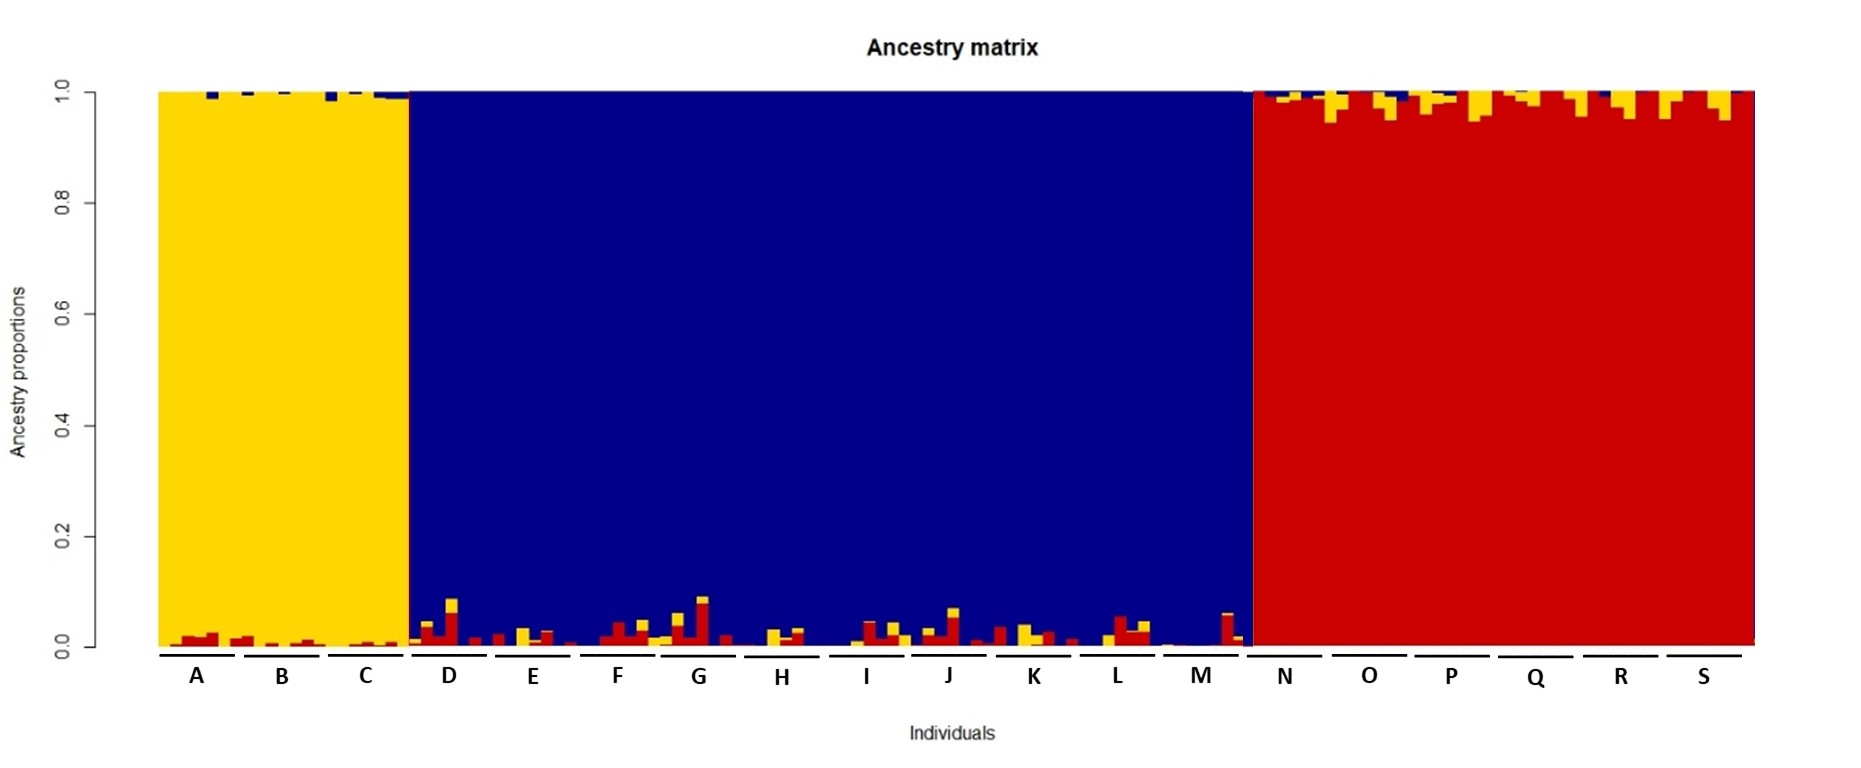 Ancestry matrix
Ancestry proportions
1.0
0.8
0.6
0.4
0.2
0.0
A B C D E F G H I J K L M N O P Q R S
Individuals